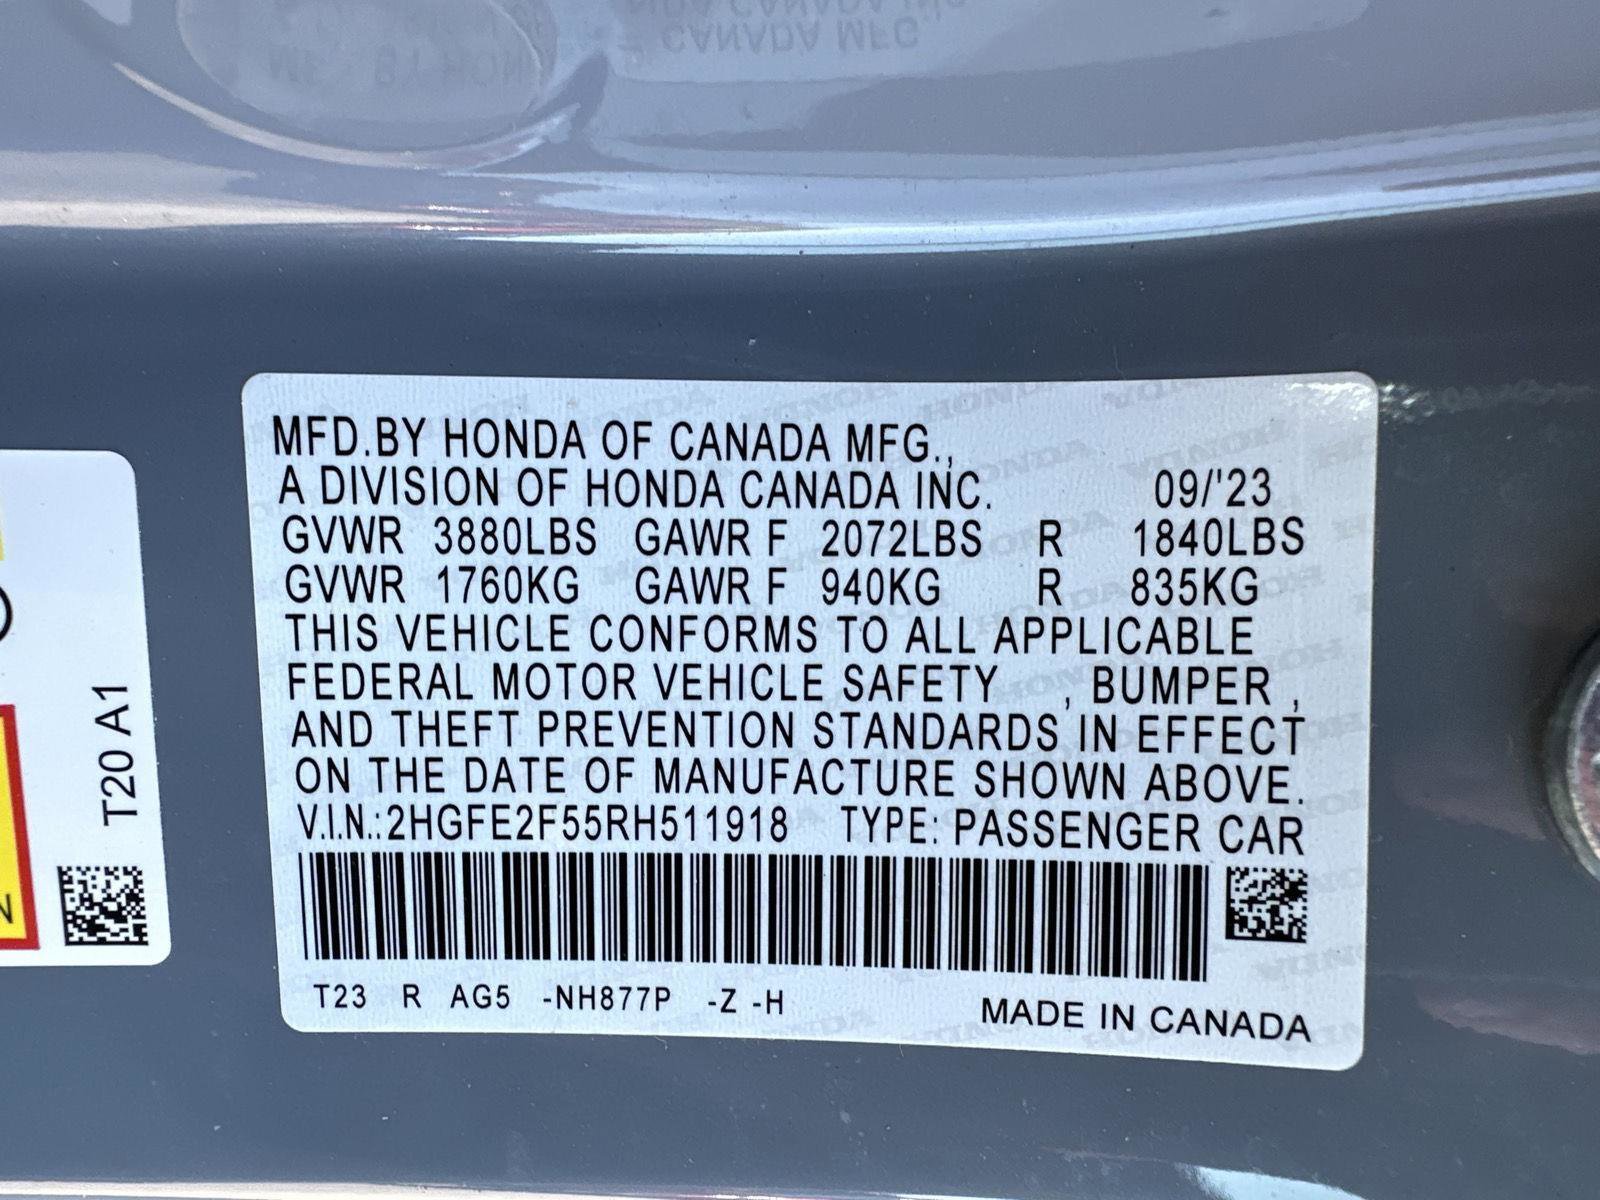 MFD.BY HONDA OF CANADA MFG.,
A DIVISION OF HONDA CANADA INC. 09/'23
GVWR 3880LBS GAWR F 2072LBS R 1840LBS
GVWR 1760KG GAWR F 940KG R 835KG
THIS VEHICLE CONFORMS TO ALL APPLICABLE
FEDERAL MOTOR VEHICLE SAFETY , BUMPER ,
AND THEFT PREVENTION STANDARDS IN EFFECT
ON THE DATE OF MANUFACTURE SHOWN ABOVE.
V.I.N.:2HGFE2F55RH511918 TYPE: PASSENGER CAR
T23 R AG5 -NH877P -Z -H
MADE IN CANADA
T20 A1